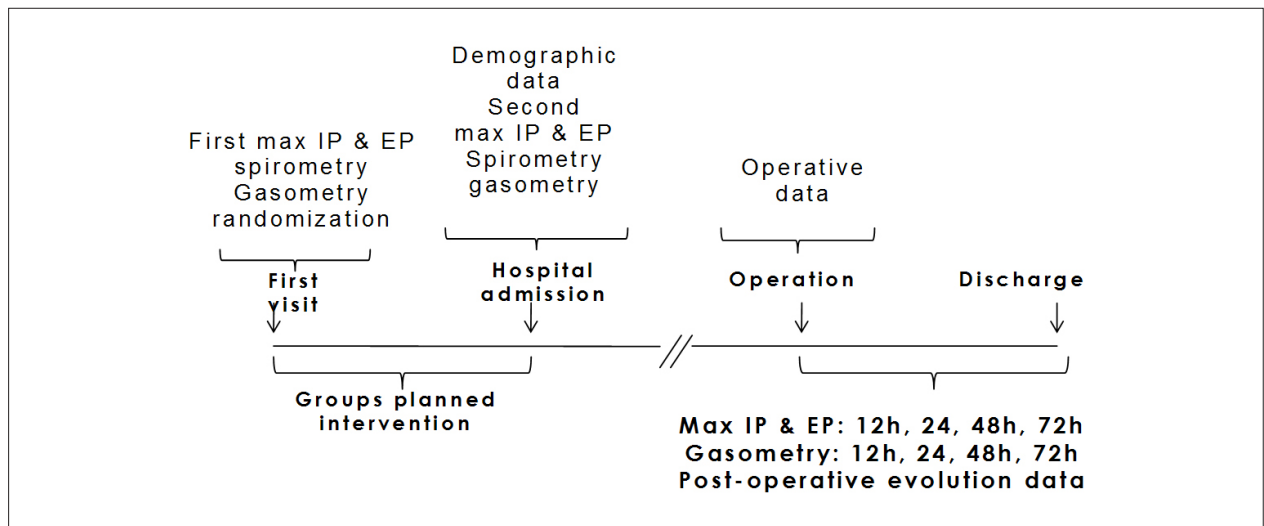 First max IP & EP
spirometry
Gasometry
randomization
Demographic
data
Second
max IP & EP
Spirometry
gasometry
Operative
data
First
visit
Hospital
admission
Operation
Discharge
Groups planned
intervention
Max IP & EP: 12h, 24, 48h, 72h
Gasometry: 12h, 24, 48h, 72h
Post-operative evolution data